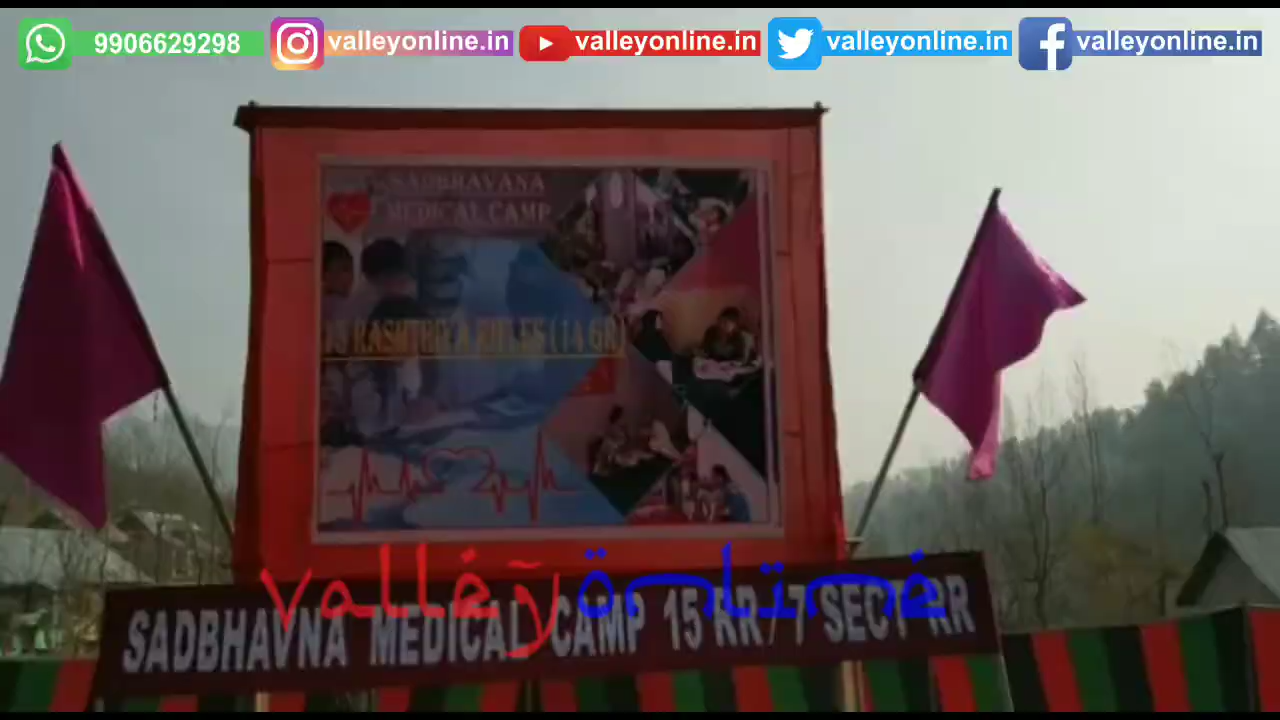 9906629298 valleyonline.in valleyonline.in valleyonline.in valleyonline.in
SADBHAVANA
MEDICAL CAMP
15 RASHTRIYA RIFLES (14 GR)
valleyonline
SADBHAVNA MEDICAL CAMP 15 RR / 7 SECT RR